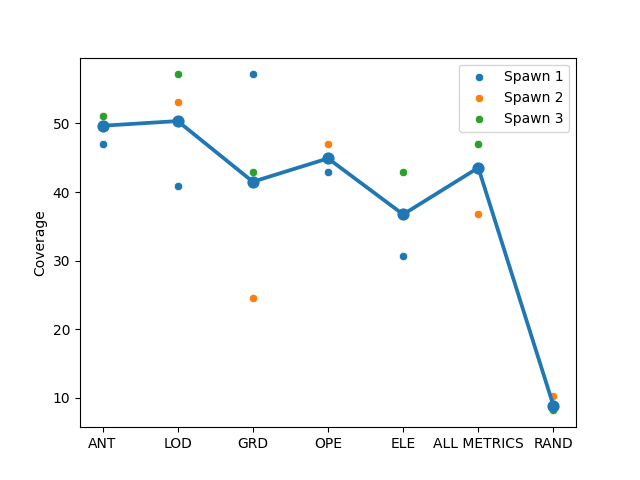 Spawn 1
Spawn 2
Spawn 3
Coverage
50
40
30
20
10
ANT LOD GRD OPE ELE ALL METRICS RAND